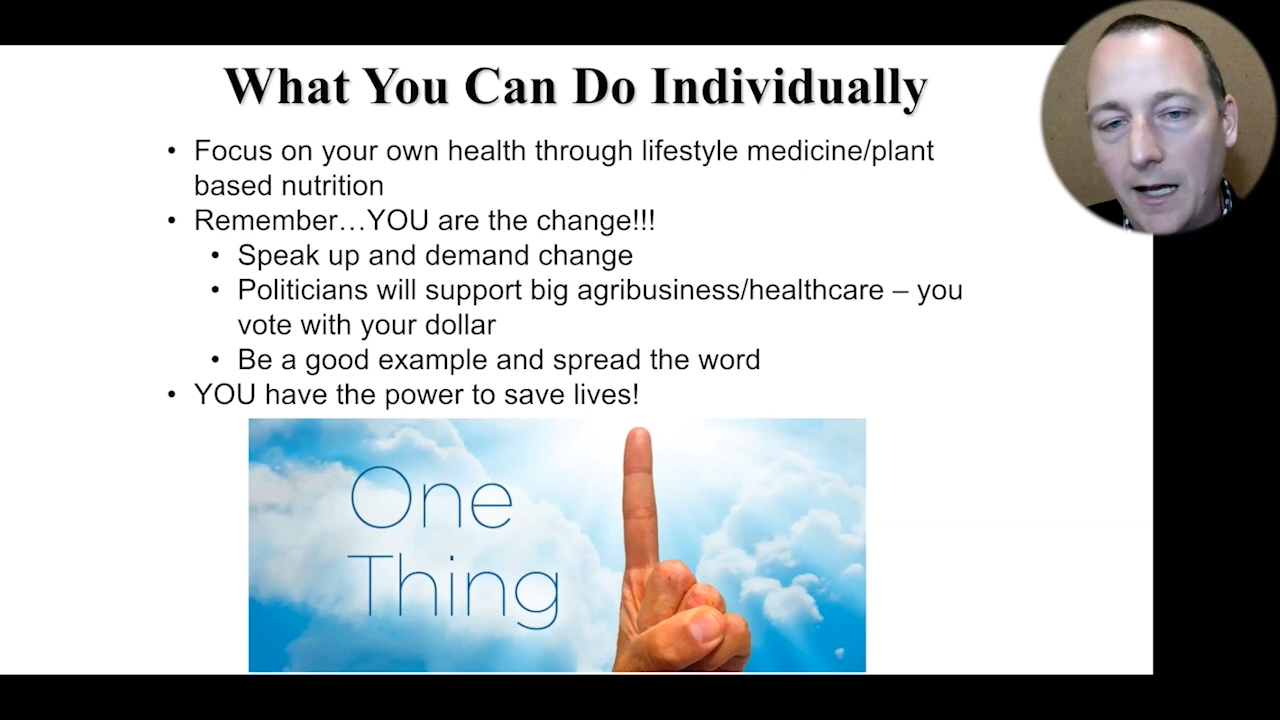 What You Can Do Individually
• Focus on your own health through lifestyle medicine/plant
based nutrition
• Remember…YOU are the change!!!
• Speak up and demand change
• Politicians will support big agribusiness/healthcare – you
vote with your dollar
• Be a good example and spread the word
• YOU have the power to save lives!
One
Thing